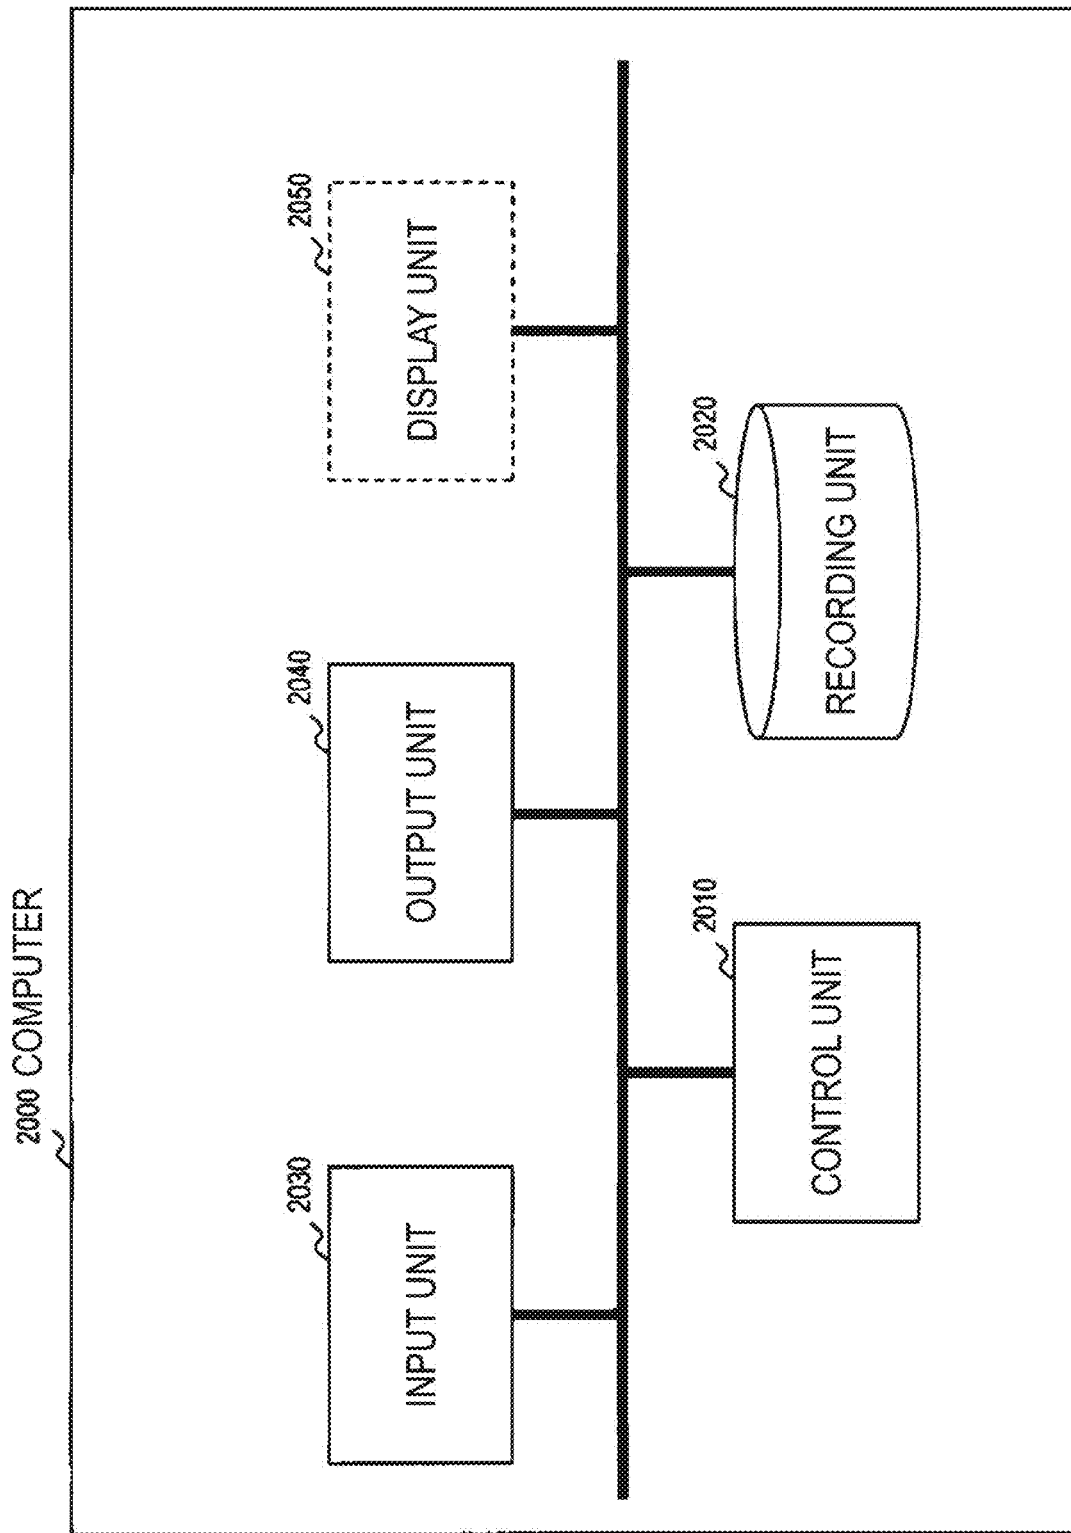 2000 COMPUTER
2030
INPUT UNIT
2040
OUTPUT UNIT
2050
DISPLAY UNIT
2010
CONTROL UNIT
2020
RECORDING UNIT